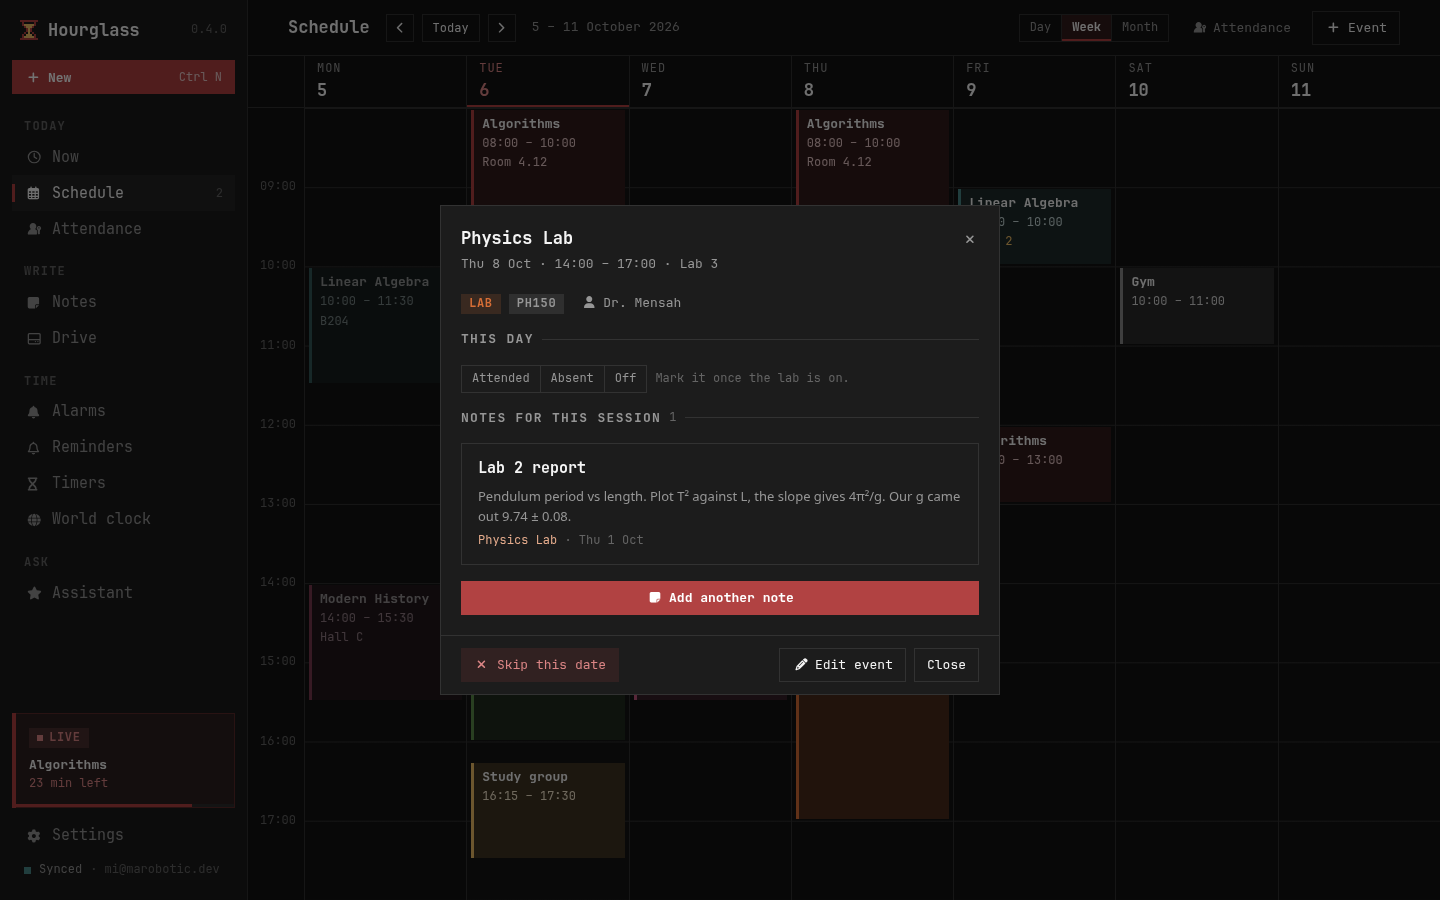 Hourglass 0.4.0
New Ctrl N
TODAY
Now
Schedule 2
Attendance
WRITE
Notes
Drive
TIME
Alarms
Reminders
Timers
World clock
ASK
Assistant
LIVE
Algorithms
23 min left
Settings
Synced · mi@marobotic.dev
Schedule Today 5 – 11 October 2026 Day Week Month Attendance Event
MON TUE WED THU FRI SAT SUN
5 6 7 8 9 10 11
09:00
10:00
11:00
12:00
13:00
14:00
15:00
16:00
17:00
Linear Algebra
10:00 – 11:30
B204
Modern History
14:00 – 15:30
Hall C
Algorithms
08:00 – 10:00
Room 4.12
Study group
16:15 – 17:30
Algorithms
08:00 – 10:00
Room 4.12
Linear Algebra
– 10:00
2
– 13:00
Gym
10:00 – 11:00
Physics Lab
Thu 8 Oct · 14:00 – 17:00 · Lab 3
LAB PH150 Dr. Mensah
THIS DAY
Attended Absent Off Mark it once the lab is on.
NOTES FOR THIS SESSION 1
Lab 2 report
Pendulum period vs length. Plot T² against L, the slope gives 4π²/g. Our g came
out 9.74 ± 0.08.
Physics Lab · Thu 1 Oct
Add another note
Skip this date Edit event Close